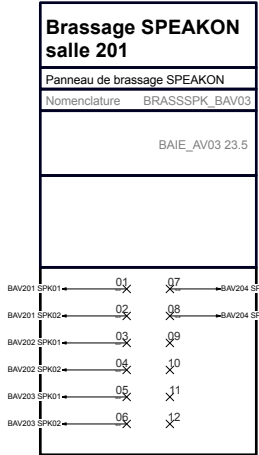 Brassage SPEAKON
salle 201
Panneau de brassage SPEAKON
Nomenclature BRASSSPK_BAV03
BAIE_AV03 23.5
BAV201 SPK01 01 07 BAV204 SP
BAV201 SPK02 02 08 BAV204 SP
BAV202 SPK01 03 09
BAV202 SPK02 04 10
BAV203 SPK01 05 11
BAV203 SPK02 06 12